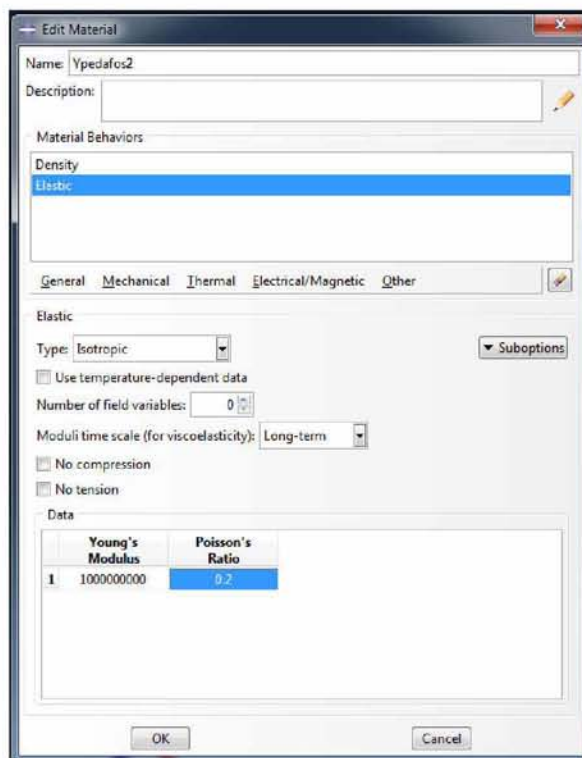 Edit Material
Name: Ypedafos2
Description:
Material Behaviors
Density
Elastic
General Mechanical Thermal Electrical/Magnetic Other
Elastic
Type: Isotropic
Suboptions
Use temperature-dependent data
Number of field variables: 0
Moduli time scale (for viscoelasticity): Long-term
No compression
No tension
Data
Young's Poisson's
Modulus Ratio
1 1000000000 0.2
OK Cancel